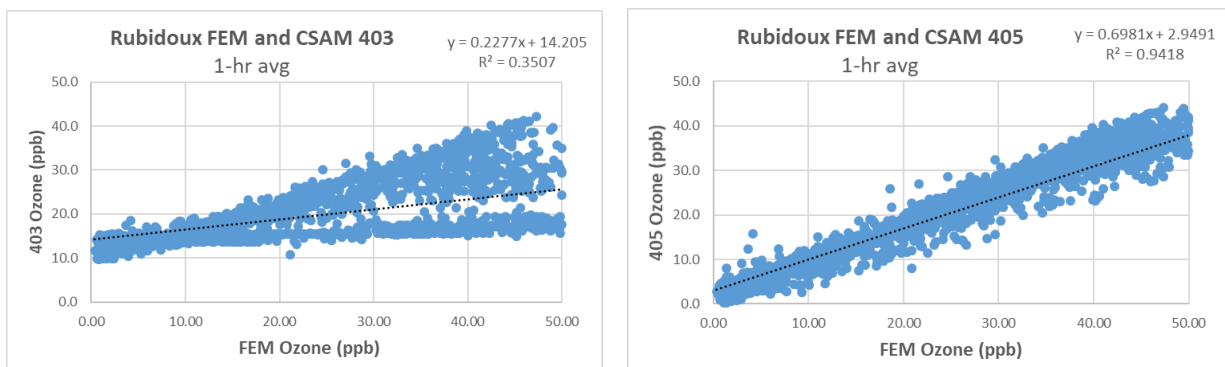 Rubidoux FEM and CSAM 403
1-hr avg
y = 0.2277x + 14.205
R² = 0.3507
50.0
40.0
30.0
20.0
10.0
0.0
403 Ozone (ppb)
0.00 10.00 20.00 30.00 40.00 50.00
FEM Ozone (ppb)
Rubidoux FEM and CSAM 405
1-hr avg
y = 0.6981x + 2.9491
R² = 0.9418
50.0
40.0
30.0
20.0
10.0
0.0
405 Ozone (ppb)
0.00 10.00 20.00 30.00 40.00 50.00
FEM Ozone (ppb)